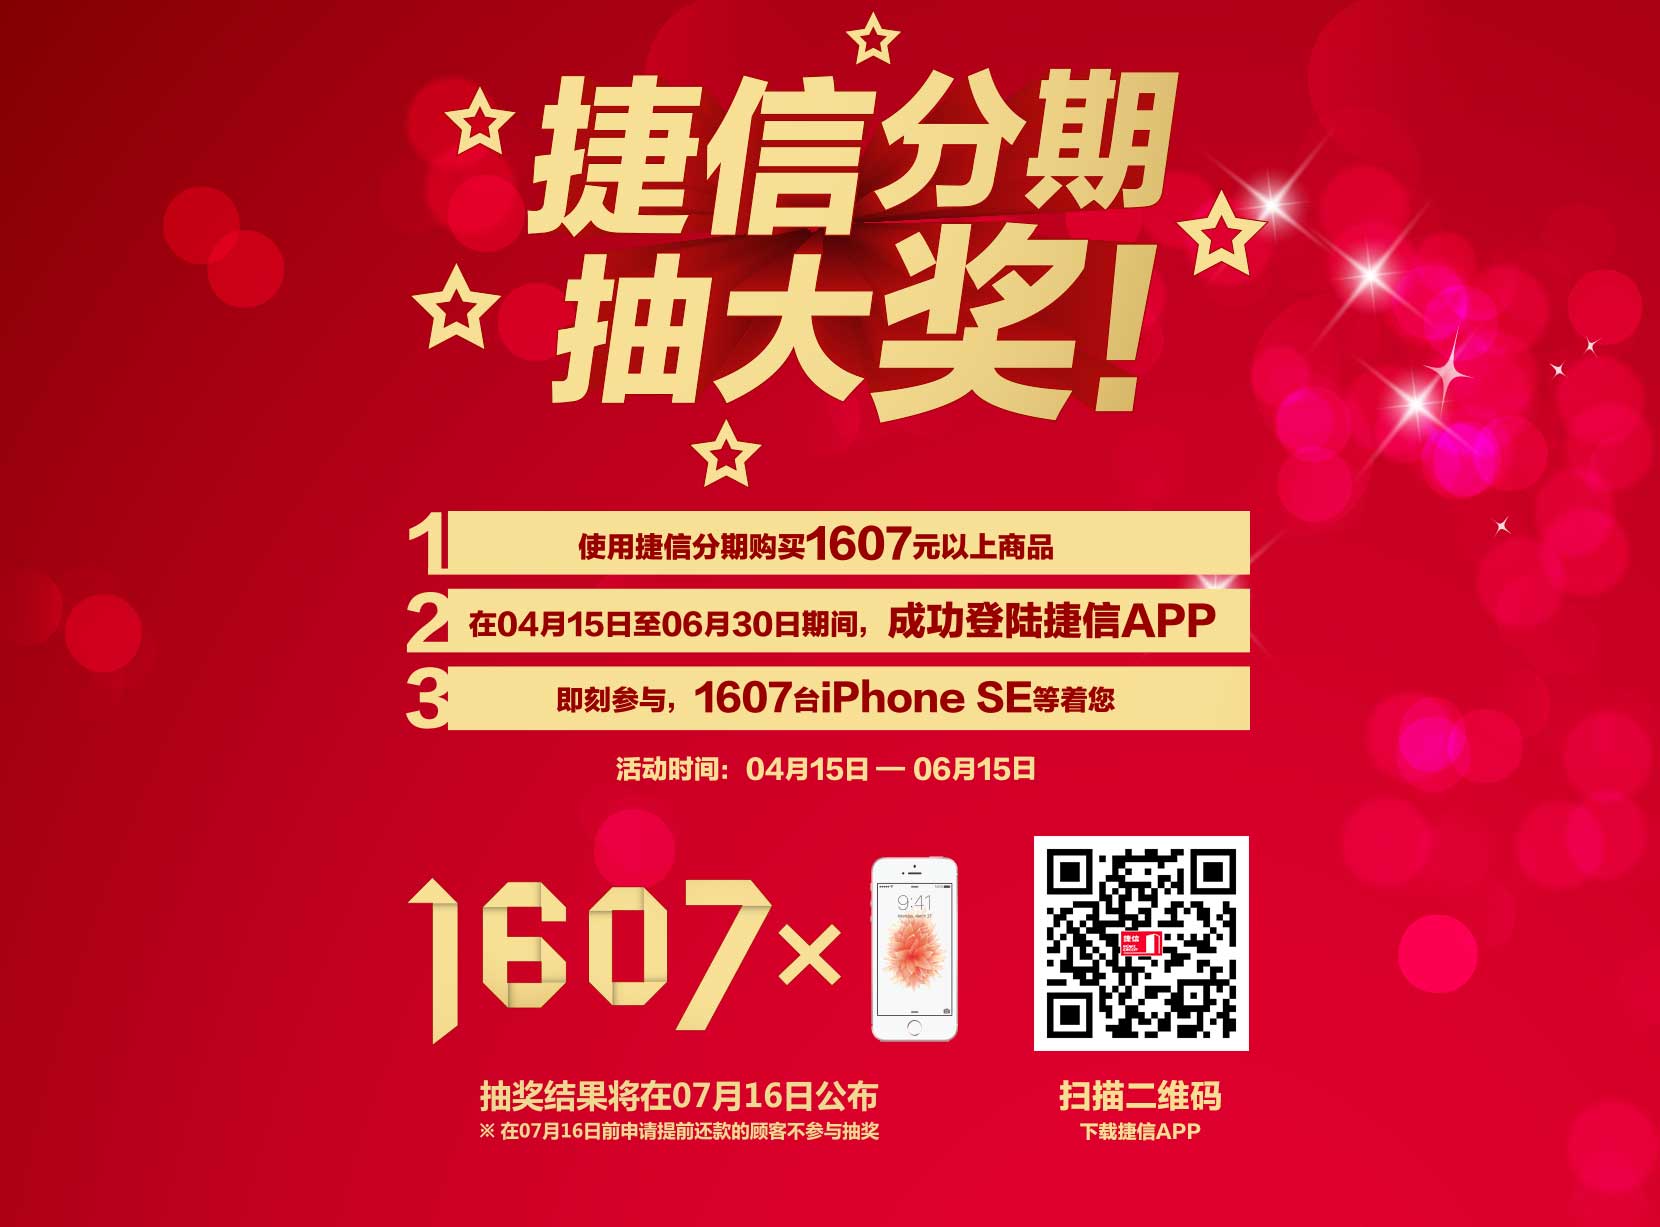 捷信分期
抽大奖!
1 使用捷信分期购买1607元以上商品
2 在04月15日至06月30日期间，成功登陆捷信APP
3 即刻参与，1607台iPhone SE等着您
活动时间：04月15日 — 06月15日
1607×
9:41
捷信
抽奖结果将在07月16日公布
※ 在07月16日前申请提前还款的顾客不参与抽奖
扫描二维码
下载捷信APP